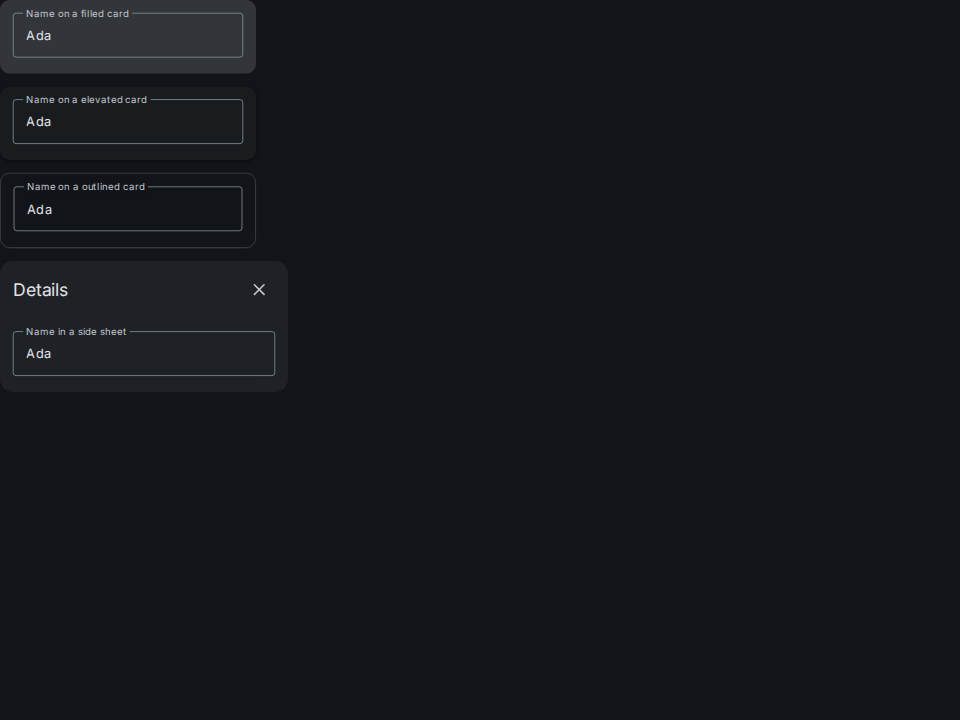 Name on a filled card
Ada
Name on a elevated card
Ada
Name on a outlined card
Ada
Details
Name in a side sheet
Ada